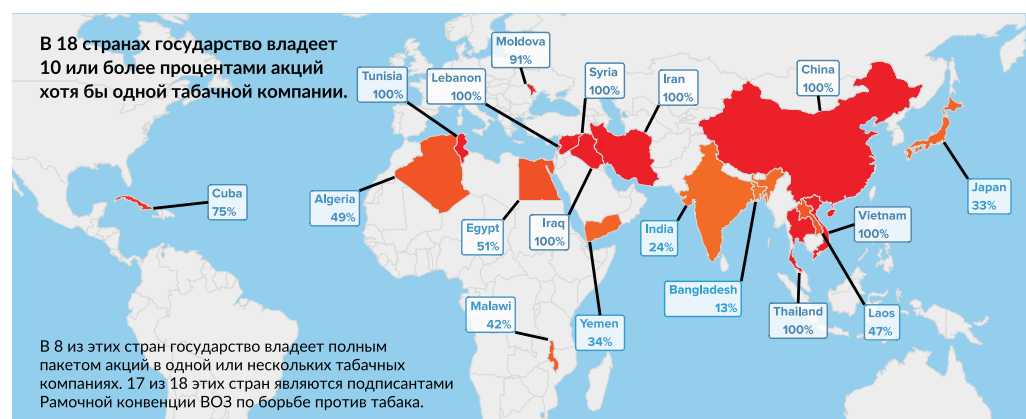 В 18 странах государство владеет
10 или более процентами акций
хотя бы одной табачной компании.
Moldova
91%
Tunisia
100%
Lebanon
100%
Syria
100%
Iran
100%
China
100%
Cuba
75%
Algeria
49%
Egypt
51%
Iraq
100%
India
24%
Japan
33%
Vietnam
100%
Bangladesh
13%
Thailand
100%
Laos
47%
Malawi
42%
Yemen
34%
В 8 из этих стран государство владеет полным
пакетом акций в одной или нескольких табачных
компаниях. 17 из 18 этих стран являются подписантами
Рамочной конвенции ВОЗ по борьбе против табака.